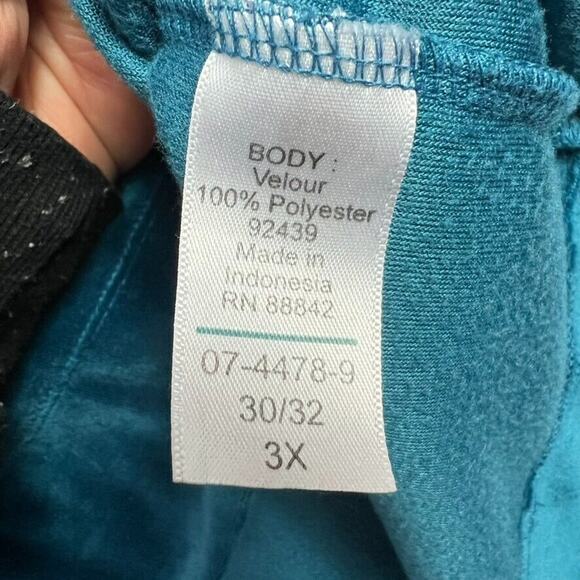 BODY :
Velour
100% Polyester
92439
Made in
Indonesia
RN 88842
07-4478-9
30/32
3X